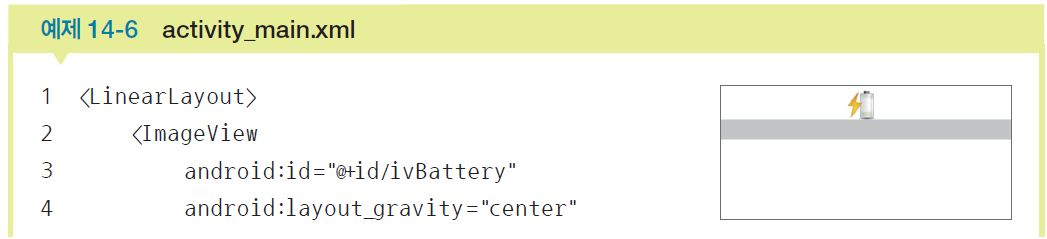 예제 14-6 activity_main.xml
1 <LinearLayout>
2 <ImageView
3 android:id="@+id/ivBattery"
4 android:layout_gravity="center"